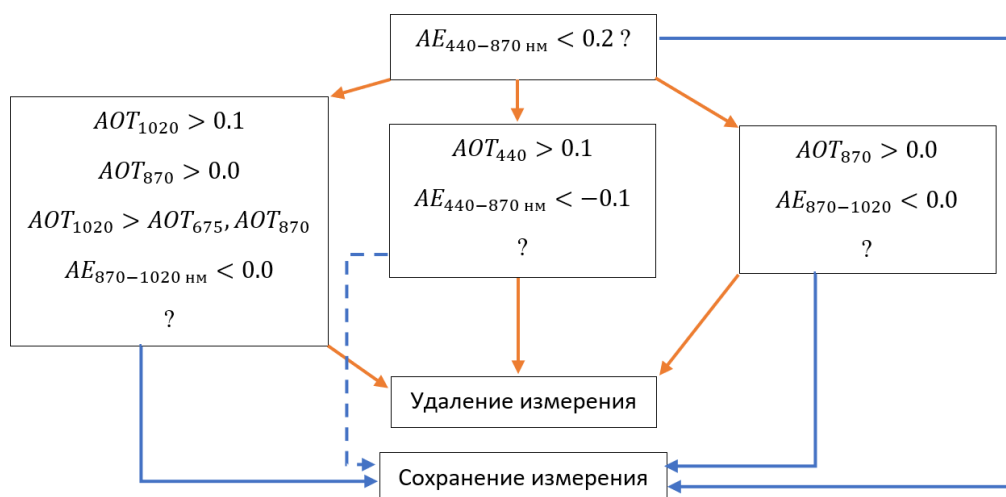 AE₄₄₀₋₈₇₀ нм < 0.2 ?
AOT₁₀₂₀ > 0.1
AOT₈₇₀ > 0.0
AOT₁₀₂₀ > AOT₆₇₅, AOT₈₇₀
AE₈₇₀₋₁₀₂₀ нм < 0.0
?
AOT₄₄₀ > 0.1
AE₄₄₀₋₈₇₀ нм < −0.1
?
AOT₈₇₀ > 0.0
AE₈₇₀₋₁₀₂₀ < 0.0
?
Удаление измерения
Сохранение измерения